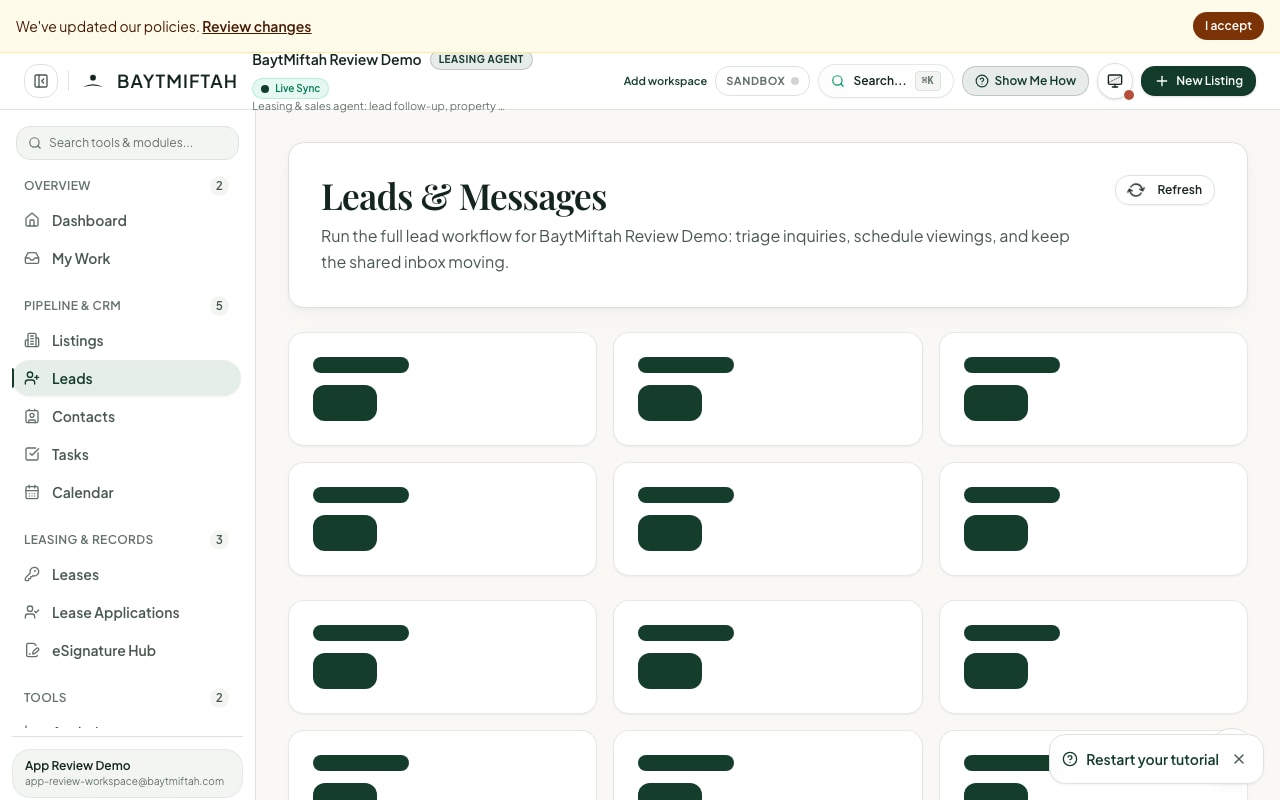 We've updated our policies. Review changes
I accept
BAYTMIFTAH
BaytMiftah Review Demo
LEASING AGENT
Live Sync
Leasing & sales agent: lead follow-up, property ...
Add workspace
SANDBOX
Search...
⌘K
Show Me How
New Listing
Search tools & modules...
OVERVIEW 2
Dashboard
My Work
PIPELINE & CRM 5
Listings
Leads
Contacts
Tasks
Calendar
LEASING & RECORDS 3
Leases
Lease Applications
eSignature Hub
TOOLS 2
App Review Demo
app-review-workspace@baytmiftah.com
Leads & Messages
Refresh
Run the full lead workflow for BaytMiftah Review Demo: triage inquiries, schedule viewings, and keep
the shared inbox moving.
Restart your tutorial